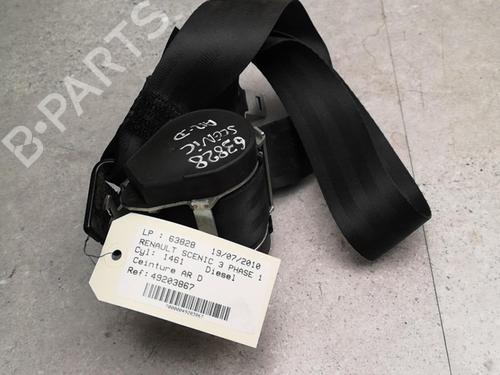 B-PARTS
63828
SCENIC
AR-D
LP : 63828 19/07/2010
RENAULT SCENIC 3 PHASE 1
Cyl: 1461 Diesel
Ceinture AR D
Ref:49203867